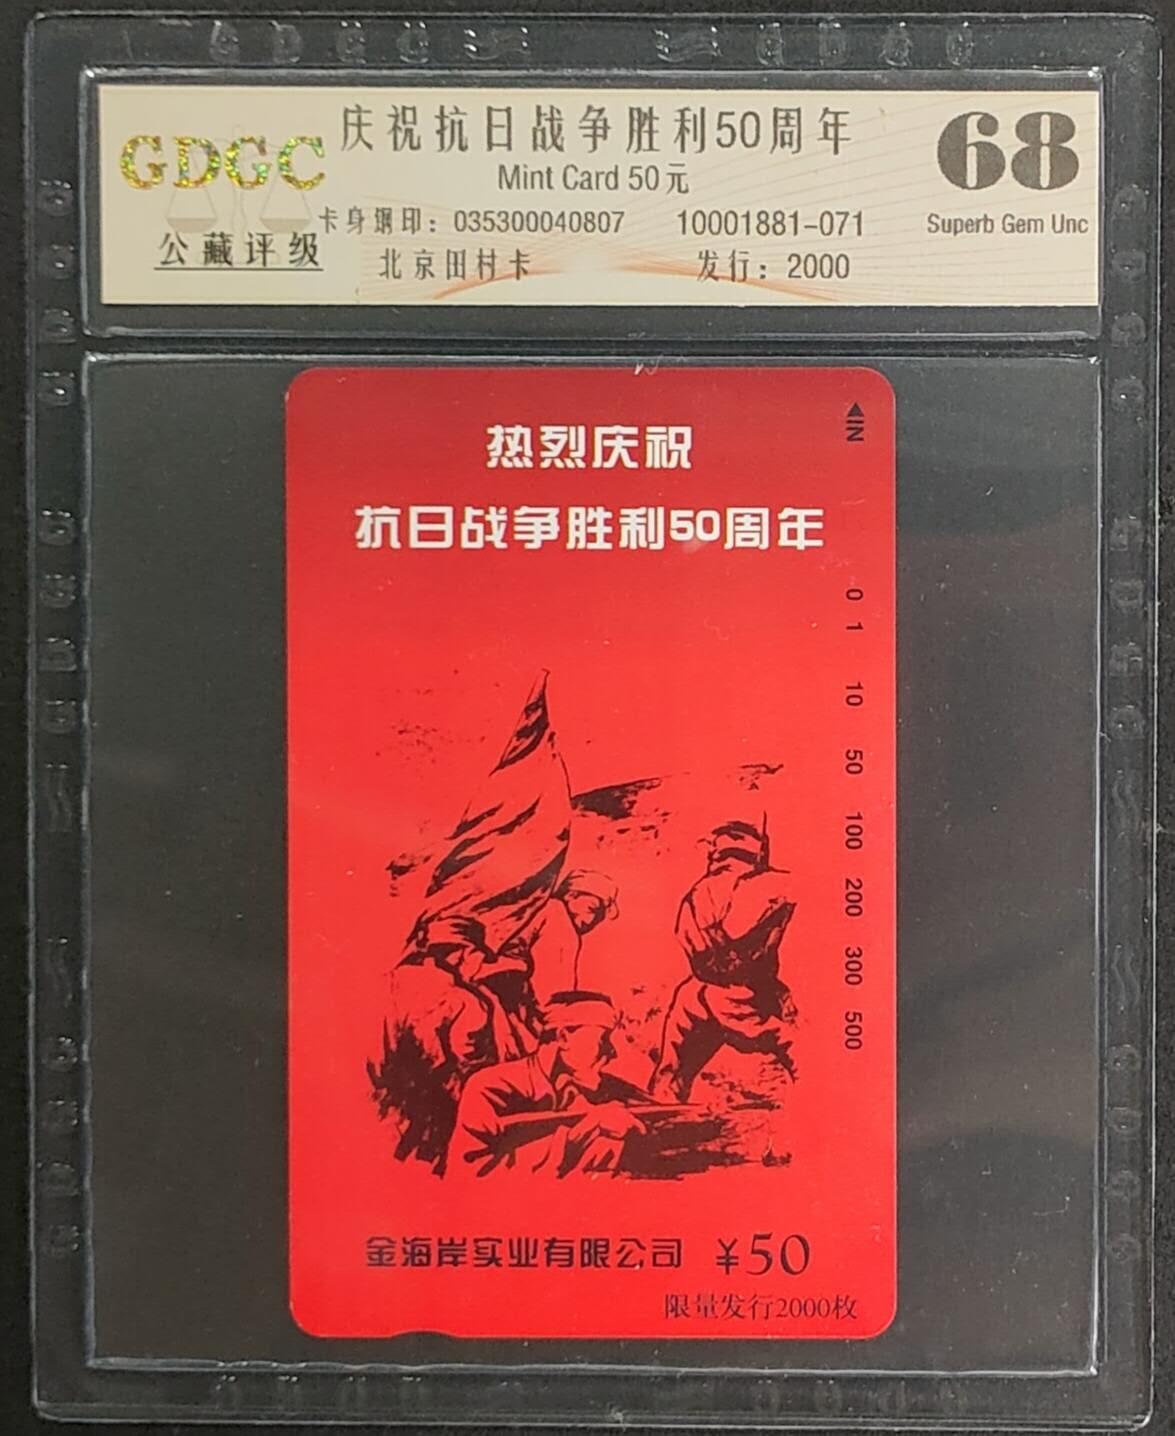 GDGC
公藏评级
庆祝抗日战争胜利50周年
Mint Card 50元
卡身钢印：035300040807 10001881-071
北京田村卡 发行：2000
68
Superb Gem Unc
IN
热烈庆祝
抗日战争胜利50周年
0 1 10 50 100 200 300 500
金海岸实业有限公司 ¥50
限量发行2000枚